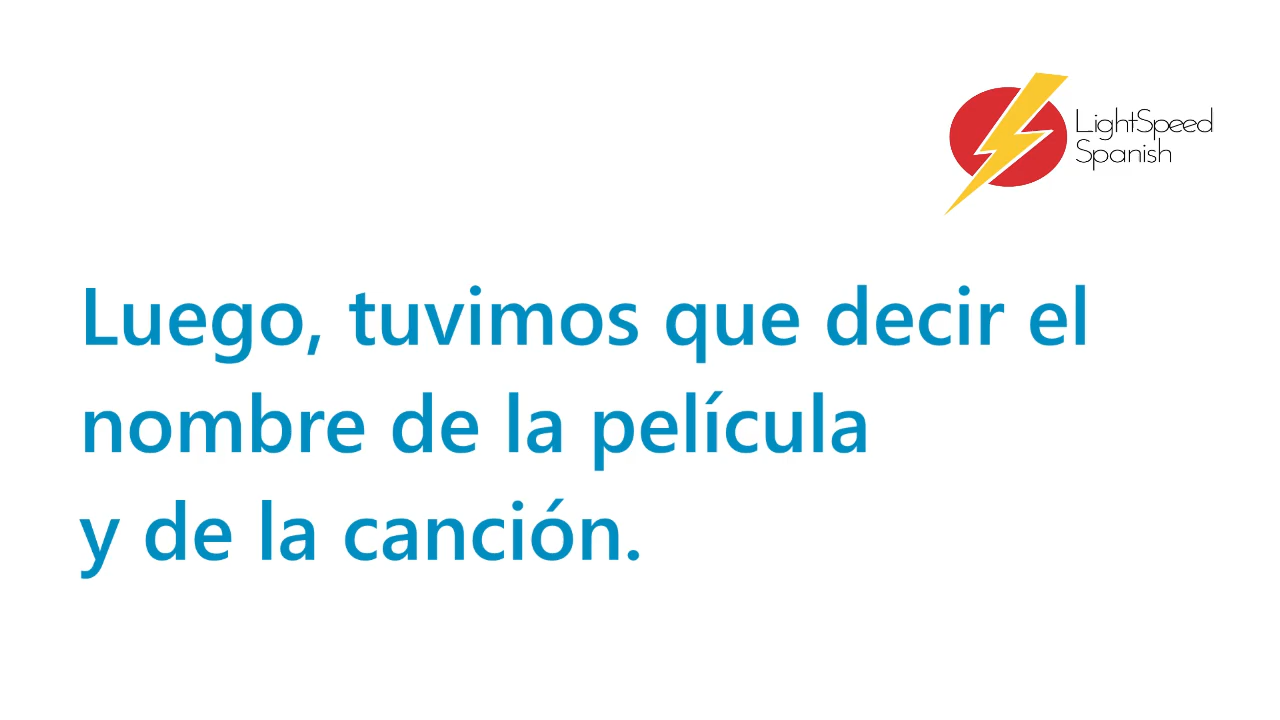 LightSpeed
Spanish
Luego, tuvimos que decir el
nombre de la película
y de la canción.